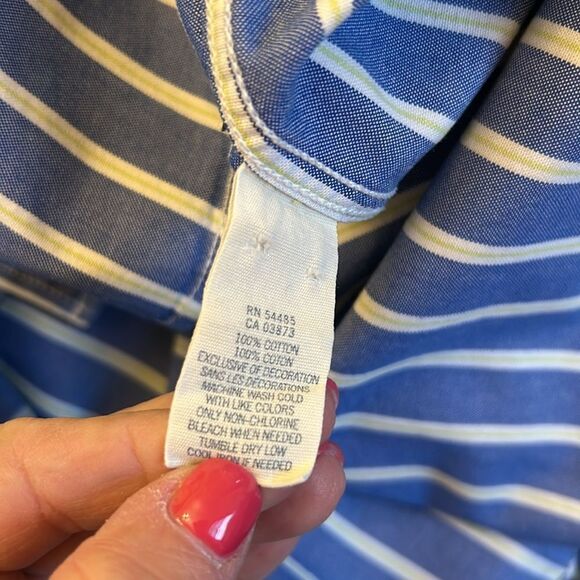 RN 54485
CA 03873
100% COTTON
100% COTON
EXCLUSIVE OF DECORATION
SANS LES DECORATIONS
MACHINE WASH COLD
WITH LIKE COLORS
ONLY NON-CHLORINE
BLEACH WHEN NEEDED
TUMBLE DRY LOW
COOL IRON IF NEEDED